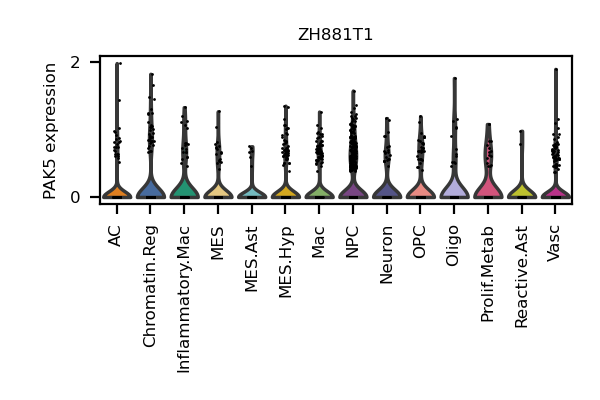 ZH881T1
PAK5 expression
2
0
AC
Chromatin.Reg
Inflammatory.Mac
MES
MES.Ast
MES.Hyp
Mac
NPC
Neuron
OPC
Oligo
Prolif.Metab
Reactive.Ast
Vasc